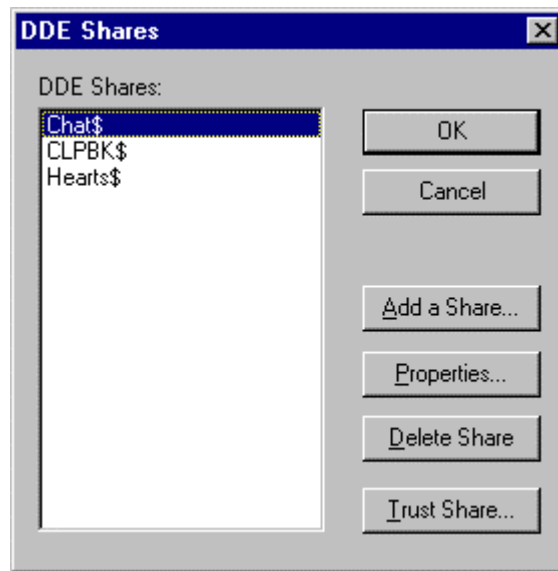 DDE Shares
DDE Shares:
Chat$
CLPBK$
Hearts$
OK
Cancel
Add a Share...
Properties...
Delete Share
Trust Share...